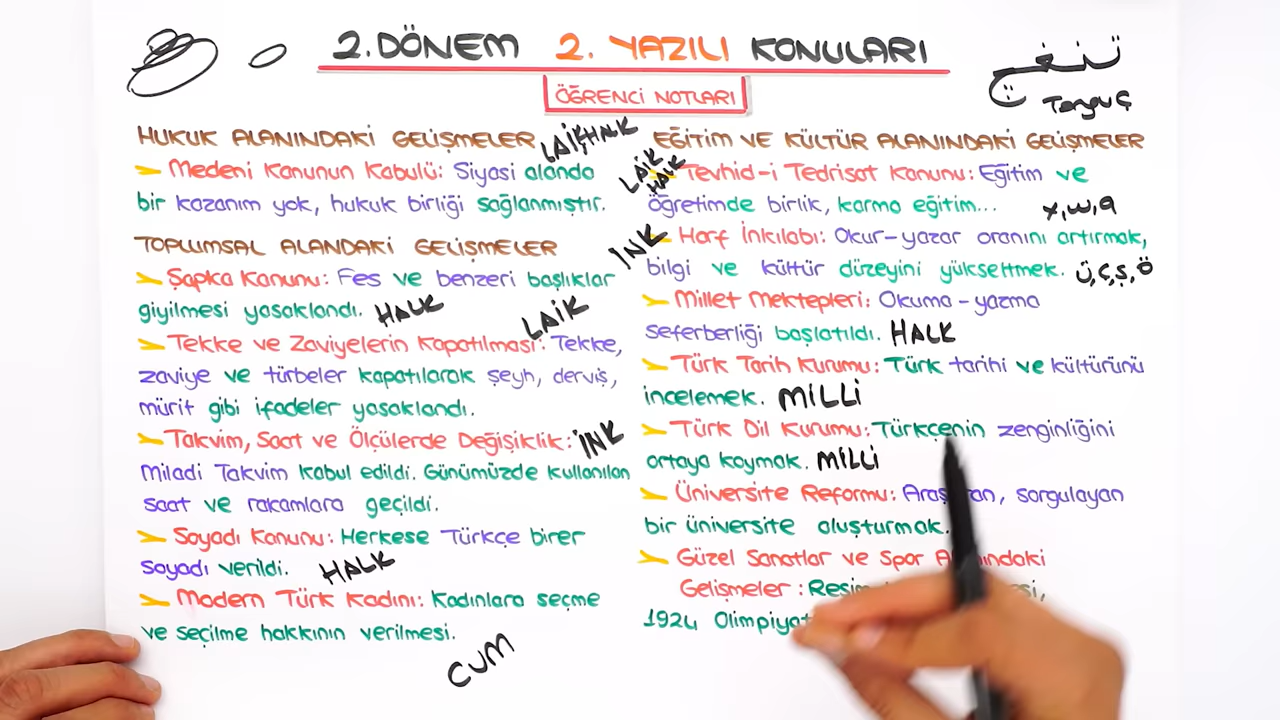 2. DÖNEM 2. YAZILI KONULARI
ÖĞRENCİ NOTLARI
تنغچ
Tonguç
HUKUK ALANINDAKİ GELİŞMELER LAİK HALK
➤ Medeni Kanunun Kabulü: Siyasi alanda
bir kazanım yok, hukuk birliği sağlanmıştır.
TOPLUMSAL ALANDAKİ GELİŞMELER
➤ Şapka Kanunu: Fes ve benzeri başlıklar
giyilmesi yasaklandı. HALK
LAİK
➤ Tekke ve Zaviyelerin Kapatılması: Tekke,
zaviye ve türbeler kapatılarak şeyh, derviş,
mürit gibi ifadeler yasaklandı.
➤ Takvim, Saat ve Ölçülerde Değişiklik: İNK
Miladi Takvim kabul edildi. Günümüzde kullanılan
saat ve rakamlara geçildi.
➤ Soyadı Kanunu: Herkese Türkçe birer
soyadı verildi. HALK
➤ Modern Türk Kadını: Kadınlara seçme
ve seçilme hakkının verilmesi.
CUM
EĞİTİM VE KÜLTÜR ALANINDAKİ GELİŞMELER
LAİK
HALK
Tevhid-i Tedrisat Kanunu: Eğitim ve
öğretimde birlik, karma eğitim... x, w, q
İNK
Harf İnkılabı: Okur-yazar oranını artırmak,
bilgi ve kültür düzeyini yükseltmek. Ü, Ç, Ş, Ö
➤ Millet Mektepleri: Okuma-yazma
seferberliği başlatıldı. HALK
➤ Türk Tarih Kurumu: Türk tarihi ve kültürünü
incelemek. MİLLİ
➤ Türk Dil Kurumu: Türkçenin zenginliğini
ortaya koymak. MİLLİ
➤ Üniversite Reformu: sorgulayan
bir üniversite oluşturmak.
➤ Güzel Sanatlar ve Spor
Gelişmeler:
1924